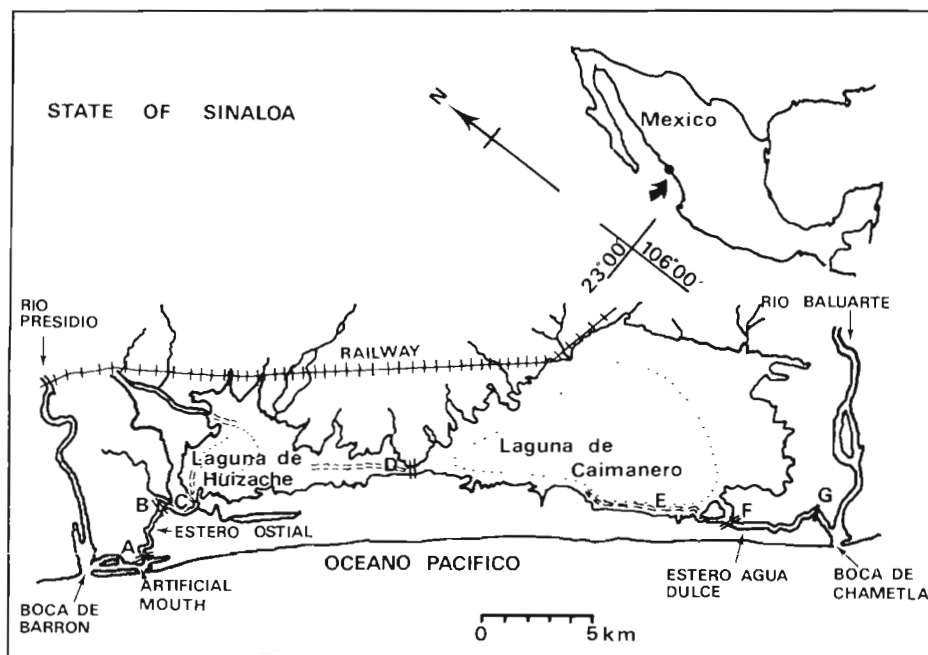 STATE OF SINALOA
N
Mexico
23°00'
106°00'
RIO
PRESIDIO
RIO BALUARTE
RAILWAY
Laguna de
Huizache
Laguna de
Caimanero
D
B
C
E
F
G
ESTERO OSTIAL
A
OCEANO PACIFICO
ARTIFICIAL
MOUTH
BOCA DE
BARRON
ESTERO AGUA
DULCE
BOCA DE
CHAMETLA
0 5 km